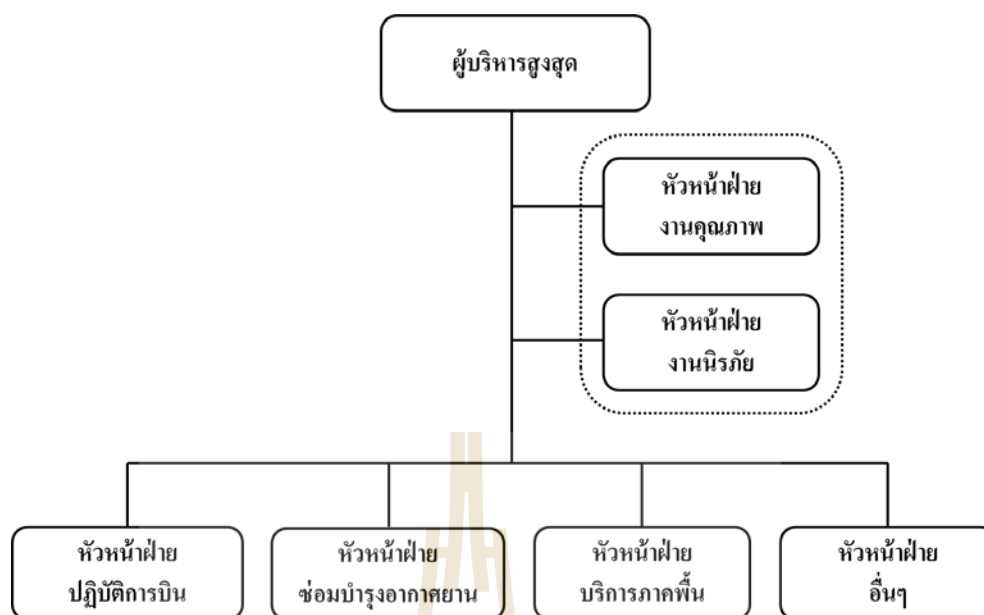 ผู้บริหารสูงสุด
หัวหน้าฝ่าย
งานคุณภาพ
หัวหน้าฝ่าย
งานนิรภัย
หัวหน้าฝ่าย
ปฏิบัติการบิน
หัวหน้าฝ่าย
ซ่อมบำรุงอากาศยาน
หัวหน้าฝ่าย
บริการภาคพื้น
หัวหน้าฝ่าย
อื่นๆ